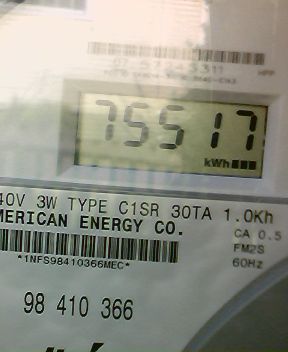 75517
kWh
40V 3W TYPE C1SR 30TA 1.0Kh
MERICAN ENERGY CO.
CA 0.5
FM2S
60Hz
*1NFS98410366MEC*
98 410 366